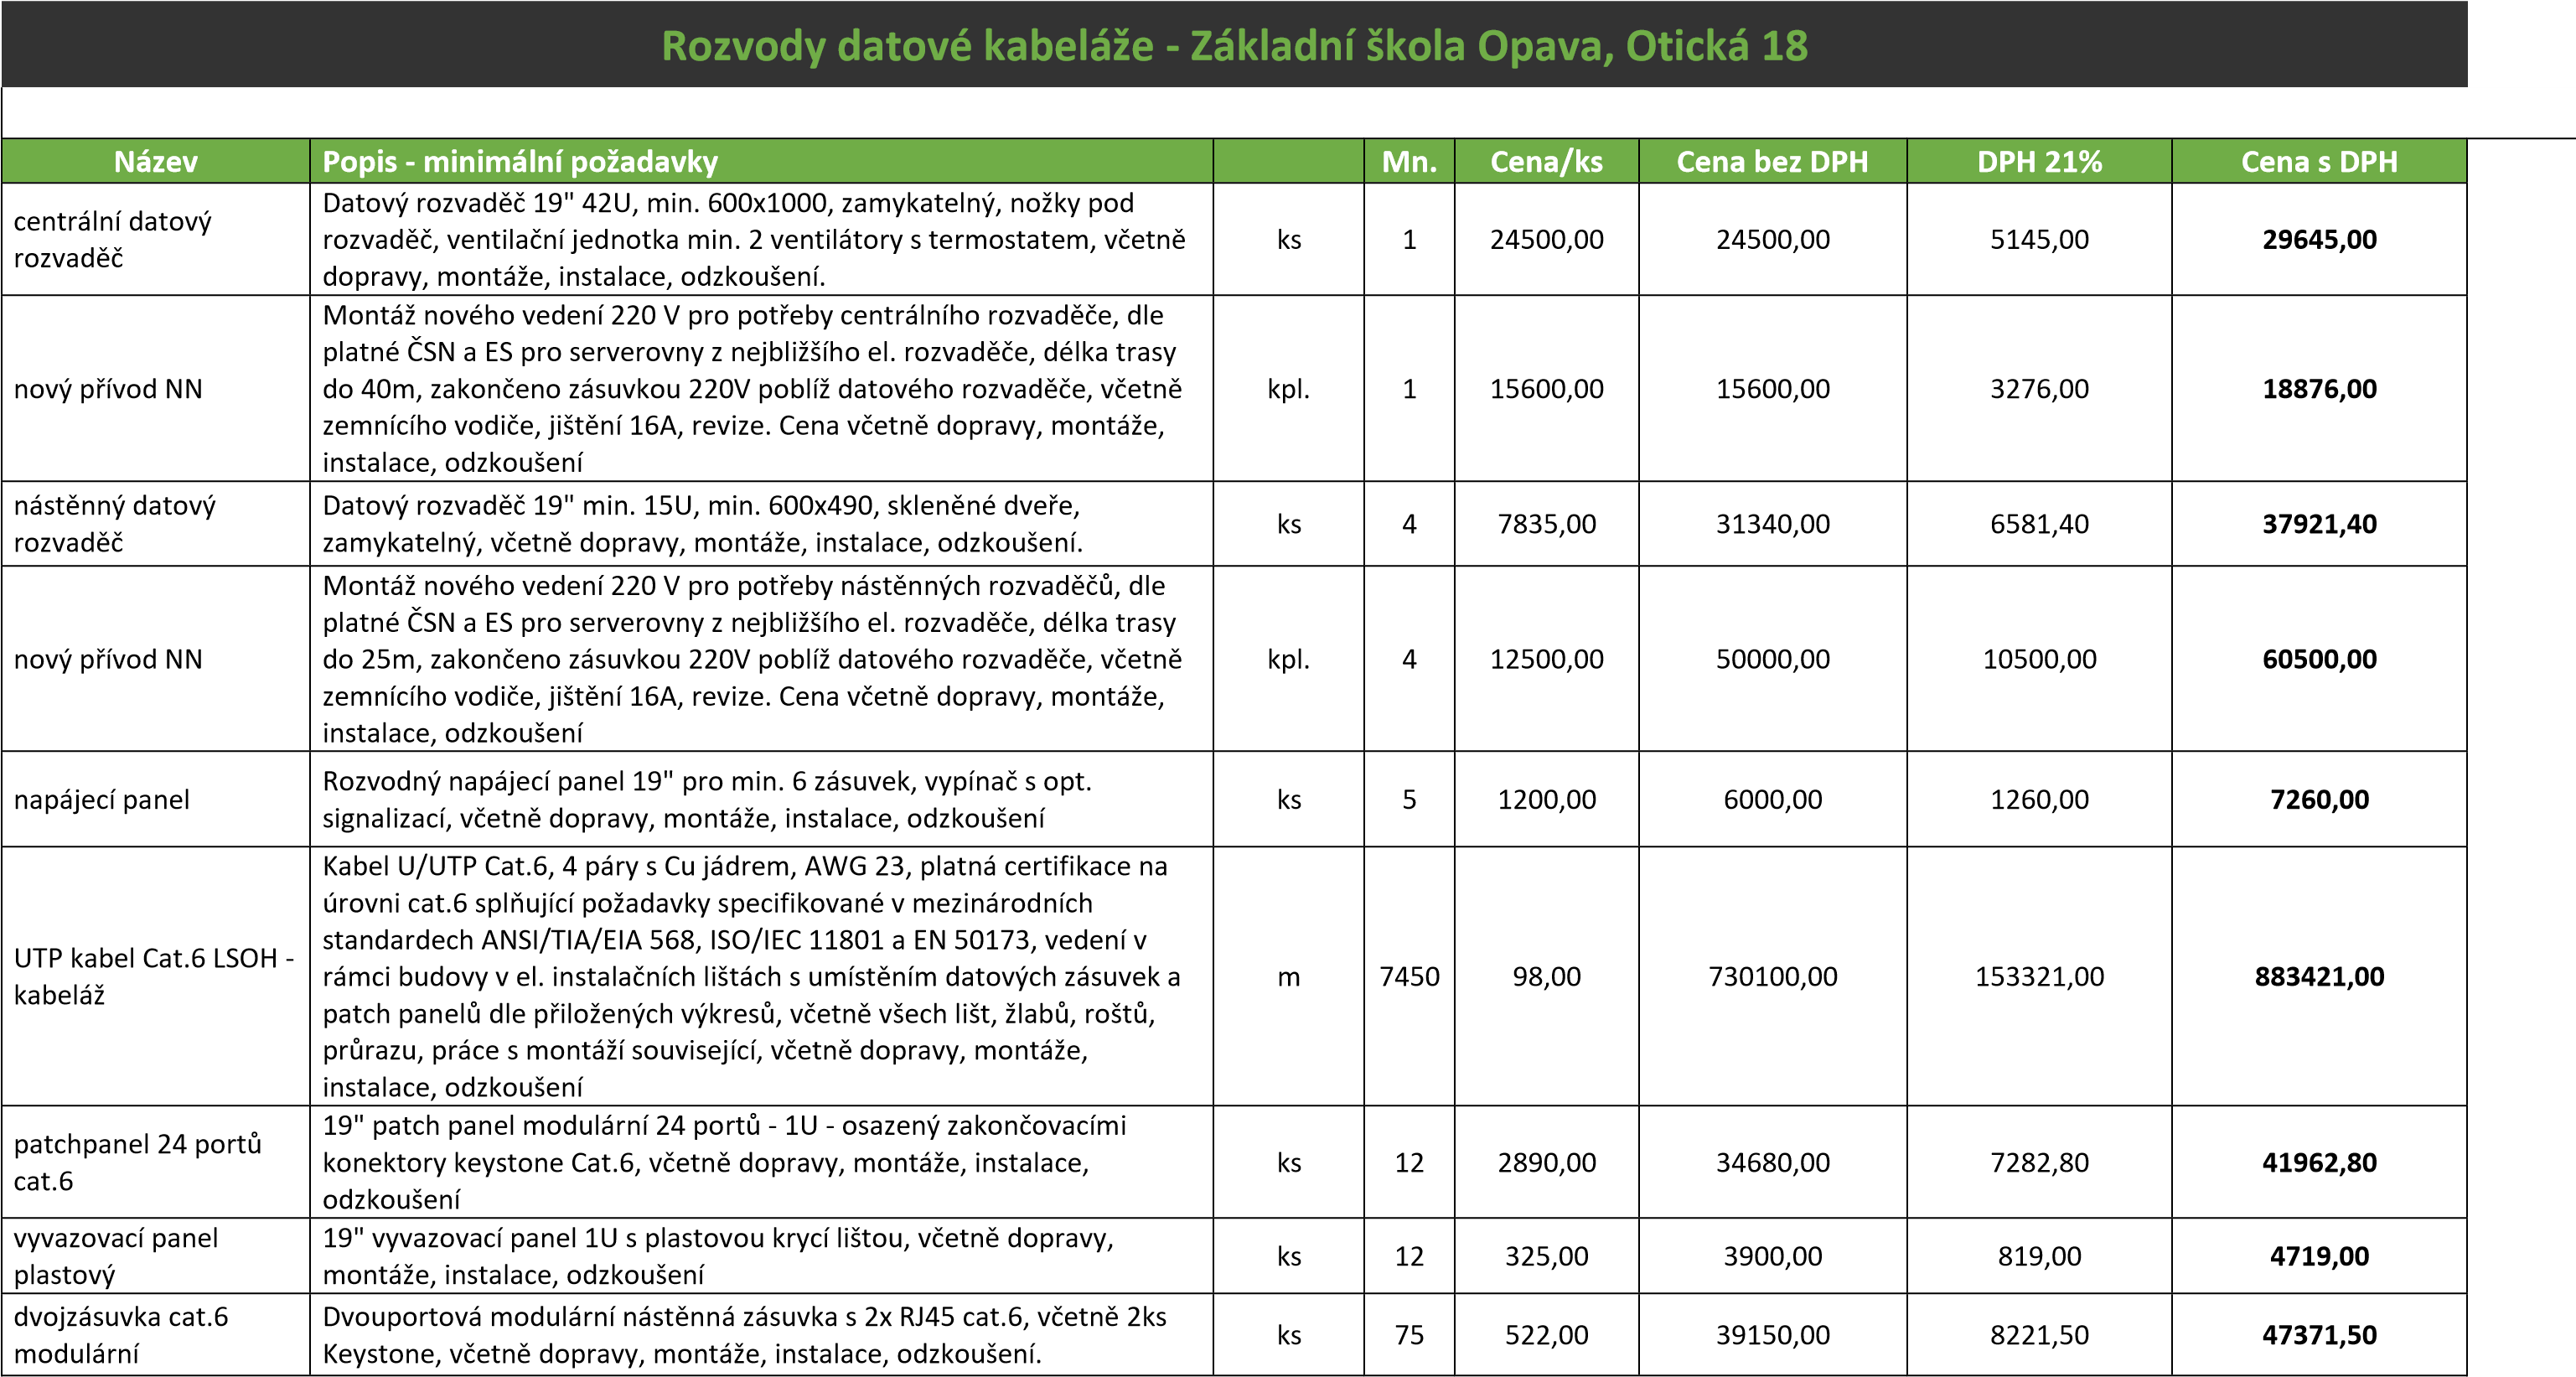 Rozvody datové kabeláže - Základní škola Opava, Otická 18
Název Popis - minimální požadavky Mn. Cena/ks Cena bez DPH DPH 21% Cena s DPH
centrální datový
rozvaděč
Datový rozvaděč 19" 42U, min. 600x1000, zamykatelný, nožky pod
rozvaděč, ventilační jednotka min. 2 ventilátory s termostatem, včetně
dopravy, montáže, instalace, odzkoušení.
ks 1 24500,00 24500,00 5145,00 29645,00
nový přívod NN
Montáž nového vedení 220 V pro potřeby centrálního rozvaděče, dle
platné ČSN a ES pro serverovny z nejbližšího el. rozvaděče, délka trasy
do 40m, zakončeno zásuvkou 220V poblíž datového rozvaděče, včetně
zemnícího vodiče, jištění 16A, revize. Cena včetně dopravy, montáže,
instalace, odzkoušení
kpl. 1 15600,00 15600,00 3276,00 18876,00
nástěnný datový
rozvaděč
Datový rozvaděč 19" min. 15U, min. 600x490, skleněné dveře,
zamykatelný, včetně dopravy, montáže, instalace, odzkoušení.
ks 4 7835,00 31340,00 6581,40 37921,40
nový přívod NN
Montáž nového vedení 220 V pro potřeby nástěnných rozvaděčů, dle
platné ČSN a ES pro serverovny z nejbližšího el. rozvaděče, délka trasy
do 25m, zakončeno zásuvkou 220V poblíž datového rozvaděče, včetně
zemnícího vodiče, jištění 16A, revize. Cena včetně dopravy, montáže,
instalace, odzkoušení
kpl. 4 12500,00 50000,00 10500,00 60500,00
napájecí panel
Rozvodný napájecí panel 19" pro min. 6 zásuvek, vypínač s opt.
signalizací, včetně dopravy, montáže, instalace, odzkoušení
ks 5 1200,00 6000,00 1260,00 7260,00
UTP kabel Cat.6 LSOH -
kabeláž
Kabel U/UTP Cat.6, 4 páry s Cu jádrem, AWG 23, platná certifikace na
úrovni cat.6 splňující požadavky specifikované v mezinárodních
standardech ANSI/TIA/EIA 568, ISO/IEC 11801 a EN 50173, vedení v
rámci budovy v el. instalačních lištách s umístěním datových zásuvek a
patch panelů dle přiložených výkresů, včetně všech lišt, žlabů, roštů,
průrazu, práce s montáží související, včetně dopravy, montáže,
instalace, odzkoušení
m 7450 98,00 730100,00 153321,00 883421,00
patchpanel 24 portů
cat.6
19" patch panel modulární 24 portů - 1U - osazený zakončovacími
konektory keystone Cat.6, včetně dopravy, montáže, instalace,
odzkoušení
ks 12 2890,00 34680,00 7282,80 41962,80
vyvazovací panel
plastový
19" vyvazovací panel 1U s plastovou krycí lištou, včetně dopravy,
montáže, instalace, odzkoušení
ks 12 325,00 3900,00 819,00 4719,00
dvojzásuvka cat.6
modulární
Dvouportová modulární nástěnná zásuvka s 2x RJ45 cat.6, včetně 2ks
Keystone, včetně dopravy, montáže, instalace, odzkoušení.
ks 75 522,00 39150,00 8221,50 47371,50